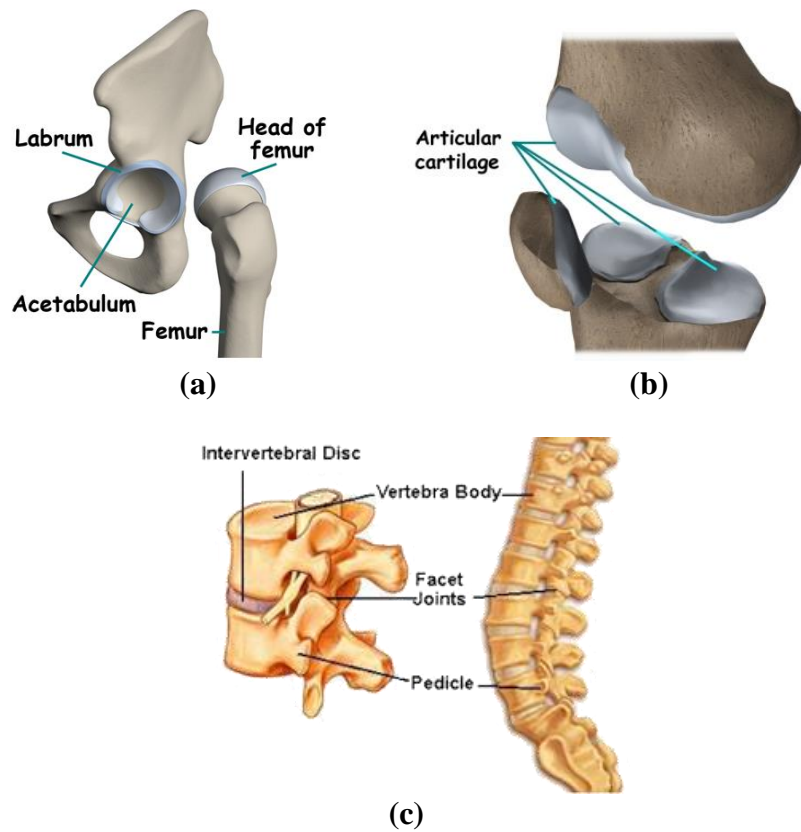 Labrum
Head of
femur
Acetabulum
Femur
(a)
Articular
cartilage
(b)
Intervertebral Disc
Vertebra Body
Facet
Joints
Pedicle
(c)